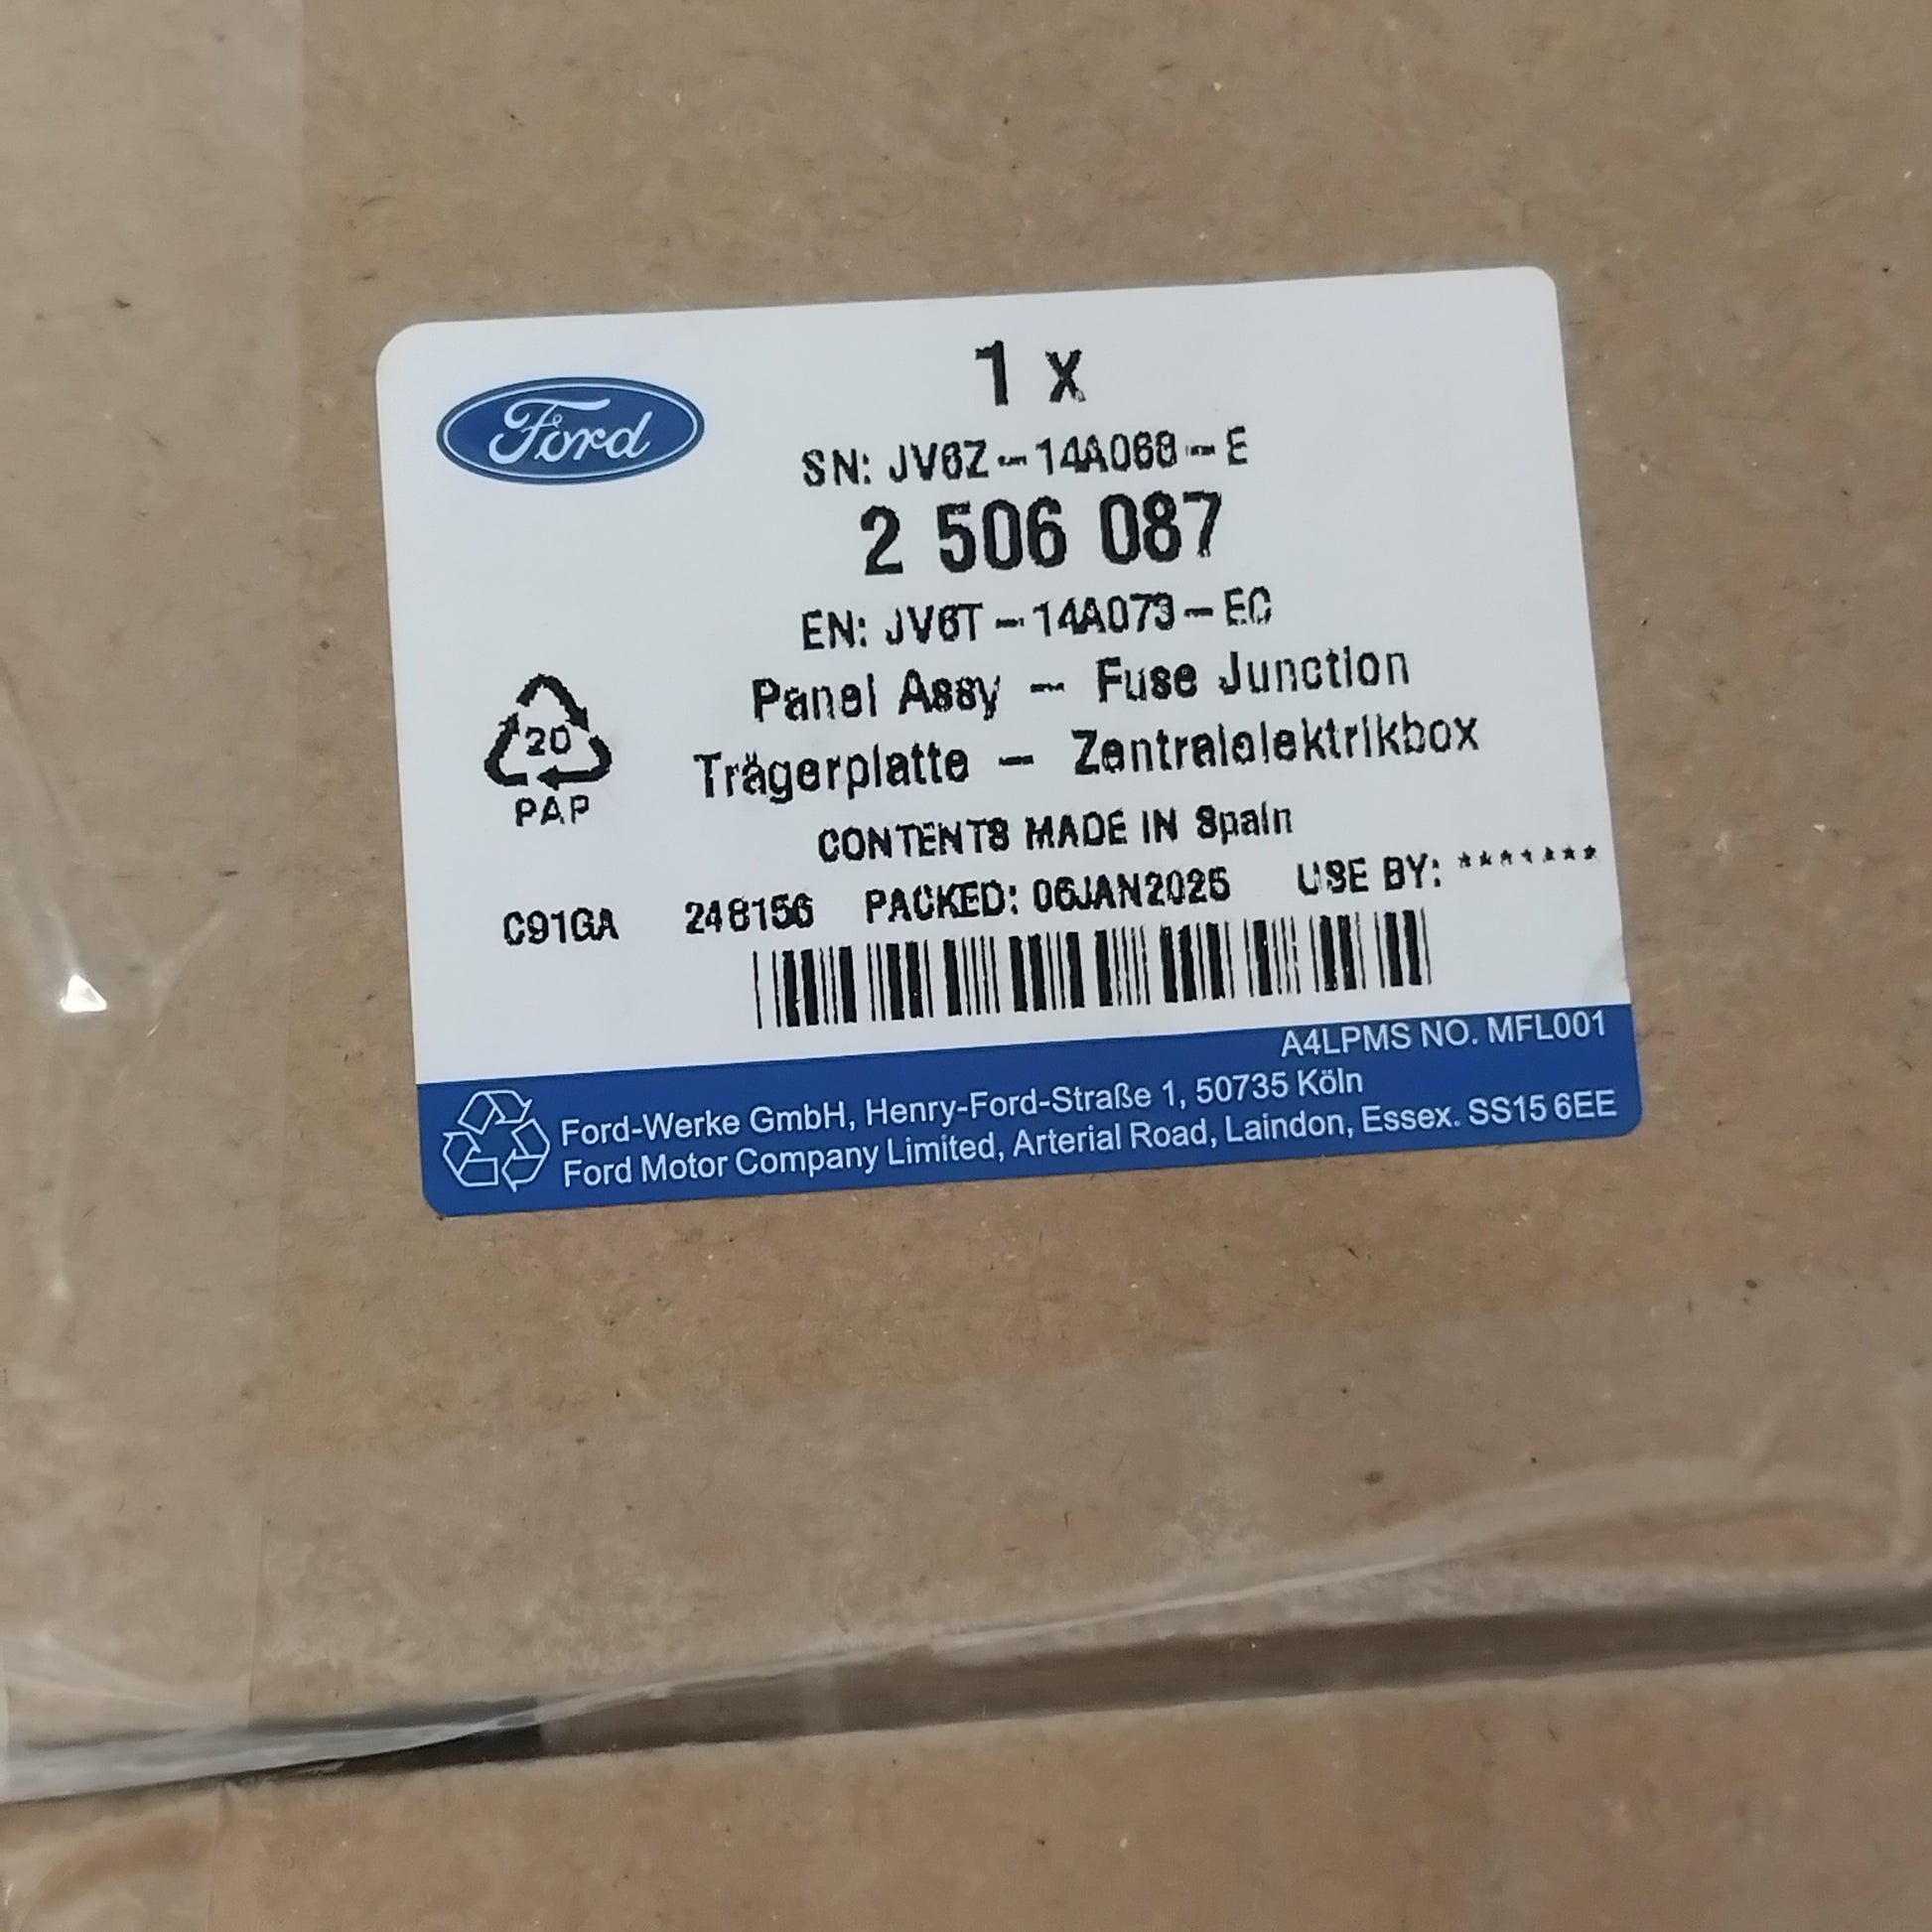 Ford
1 x
SN: JV6Z-14A068-E
2 506 087
EN: JV6T-14A073-EC
Panel Assy - Fuse Junction
Trägerplatte - Zentralelektrikbox
20
PAP
CONTENTS MADE IN Spain
C91GA 248156 PACKED: 06JAN2025 USE BY: *******
A4LPMS NO. MFL001
Ford-Werke GmbH, Henry-Ford-Straße 1, 50735 Köln
Ford Motor Company Limited, Arterial Road, Laindon, Essex. SS15 6EE